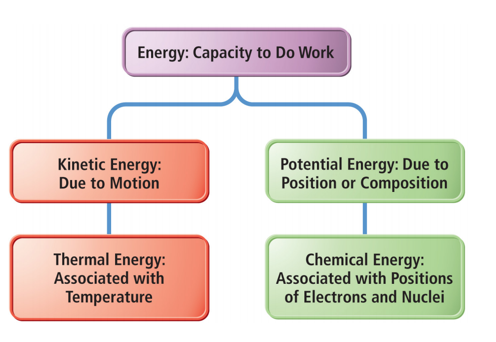 Energy: Capacity to Do Work
Kinetic Energy:
Due to Motion
Potential Energy: Due to
Position or Composition
Thermal Energy:
Associated with
Temperature
Chemical Energy:
Associated with Positions
of Electrons and Nuclei